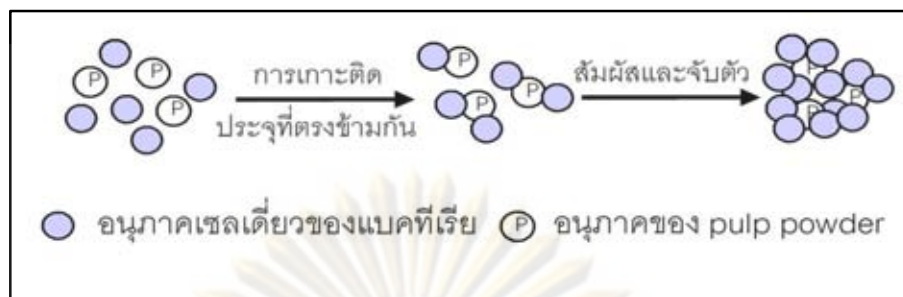 P P P
P P P
P P P
การเกาะติด
ประจุที่ตรงข้ามกัน
สัมผัสและจับตัว
อนุภาคเซลเดี่ยวของแบคทีเรีย P อนุภาคของ pulp powder